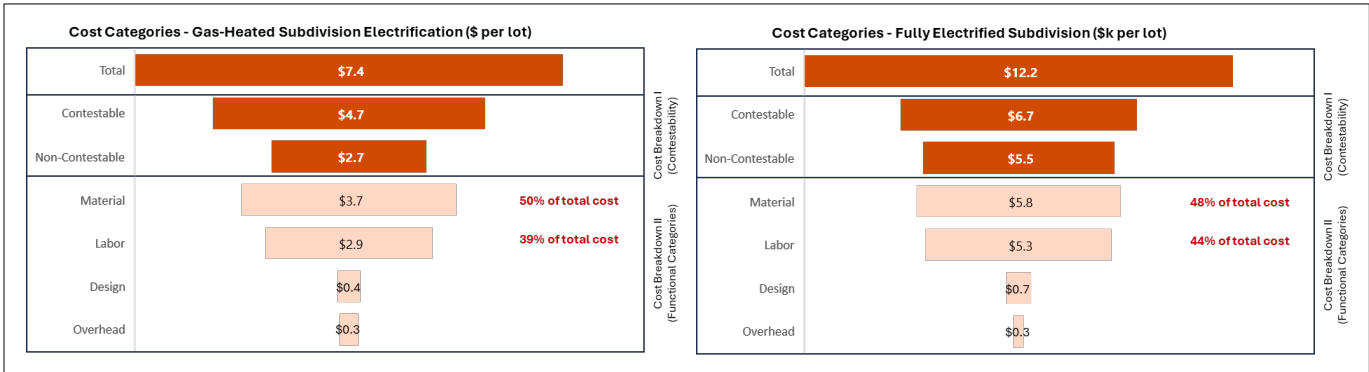 Cost Categories - Gas-Heated Subdivision Electrification ($ per lot)
Total
$7.4
Contestable
$4.7
Non-Contestable
$2.7
Cost Breakdown I
(Contestability)
Material
$3.7
50% of total cost
Labor
$2.9
39% of total cost
Design
$0.4
Overhead
$0.3
Cost Breakdown II
(Functional Categories)
Cost Categories - Fully Electrified Subdivision ($k per lot)
Total
$12.2
Contestable
$6.7
Non-Contestable
$5.5
Cost Breakdown I
(Contestability)
Material
$5.8
48% of total cost
Labor
$5.3
44% of total cost
Design
$0.7
Overhead
$0.3
Cost Breakdown II
(Functional Categories)